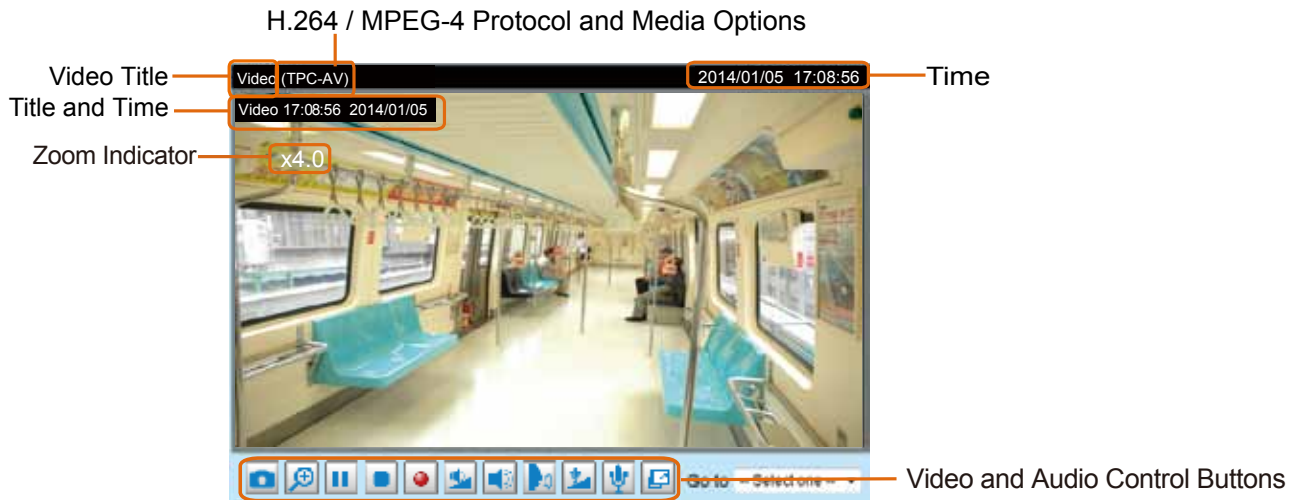 H.264 / MPEG-4 Protocol and Media Options
Video Title
Video (TPC-AV)
2014/01/05 17:08:56
Time
Title and Time
Video 17:08:56 2014/01/05
Zoom Indicator
x4.0
Go to
-- Select one --
Video and Audio Control Buttons